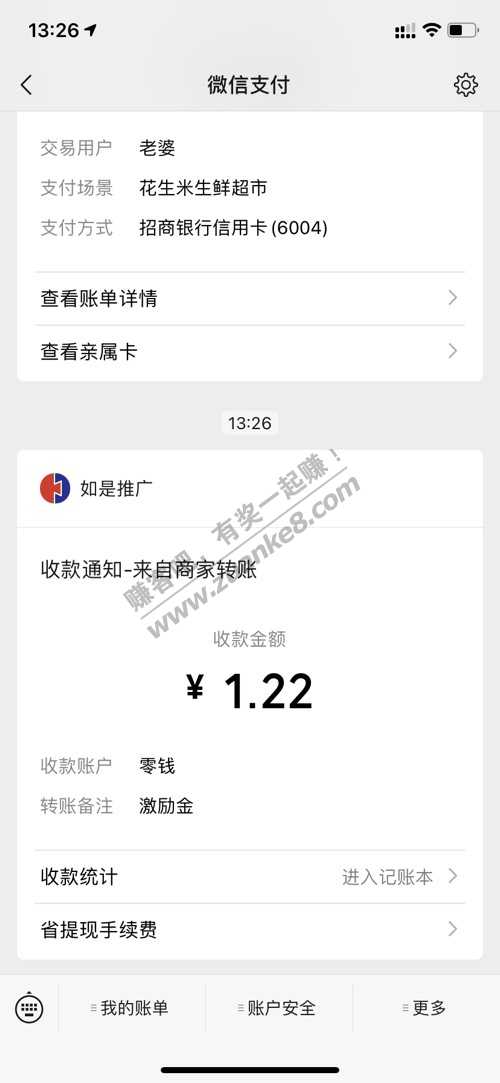 13:26
微信支付
交易用户 老婆
支付场景 花生米生鲜超市
支付方式 招商银行信用卡(6004)
查看账单详情
查看亲属卡
13:26
如是推广
赚客吧，有奖一起赚！
www.zuanke8.com
收款通知-来自商家转账
收款金额
¥ 1.22
收款账户 零钱
转账备注 激励金
收款统计 进入记账本
省提现手续费
我的账单 账户安全 更多